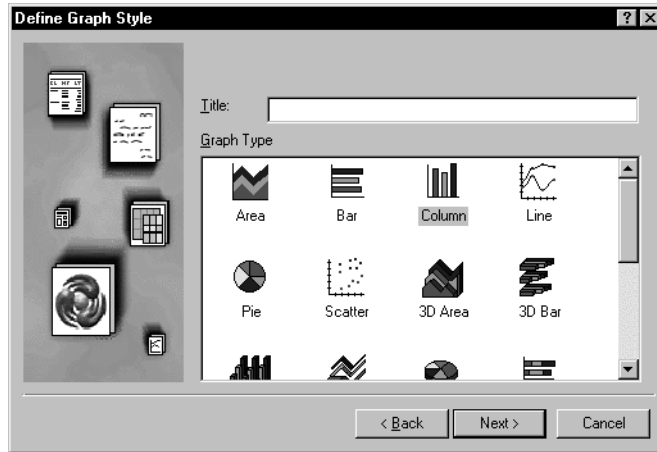 Define Graph Style
Title:
Graph Type
Area Bar Column Line
Pie Scatter 3D Area 3D Bar
< Back Next > Cancel